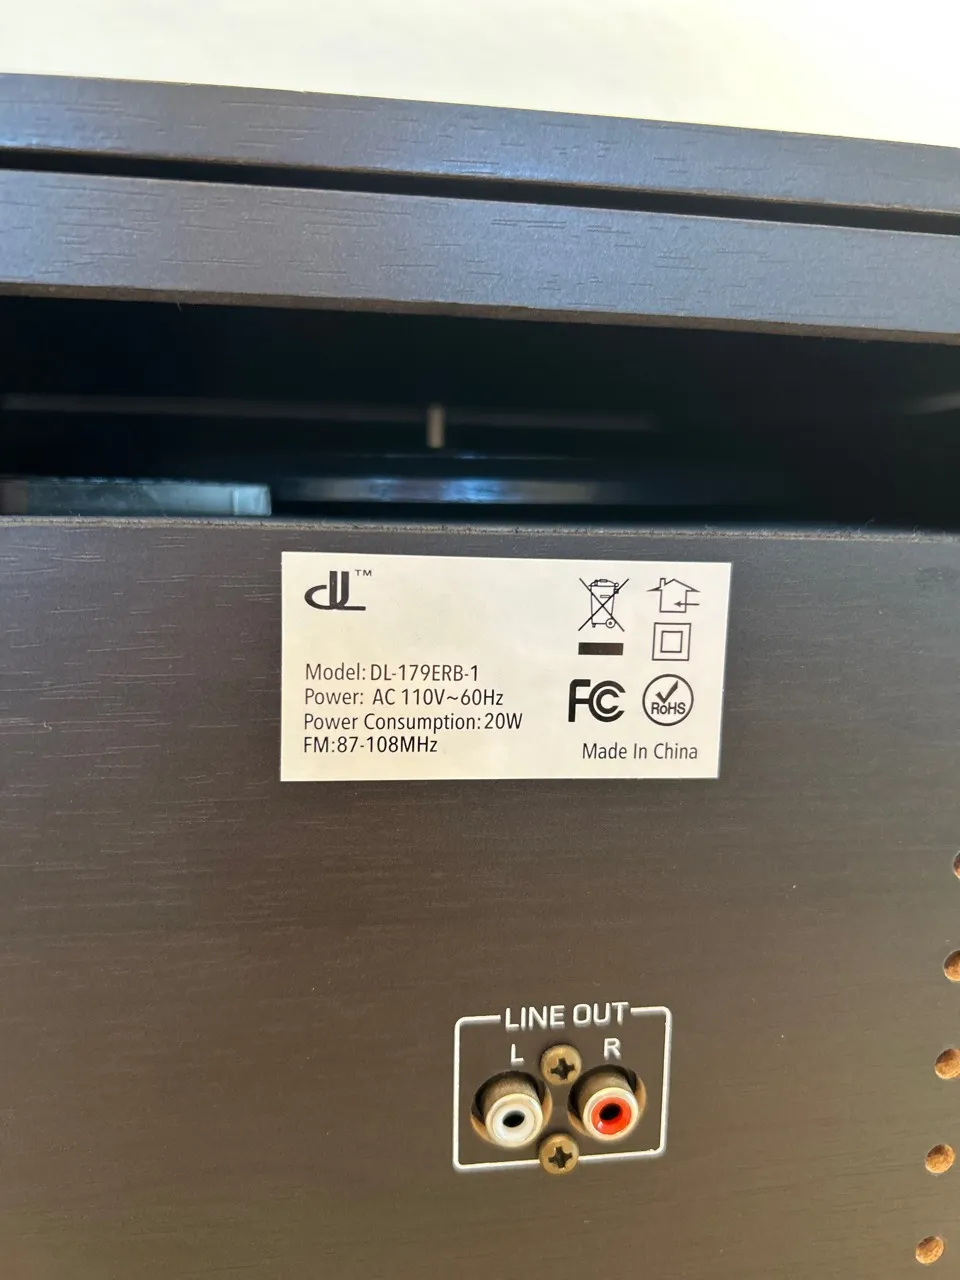 dL™
Model: DL-179ERB-1
Power: AC 110V~60Hz
Power Consumption: 20W
FM:87-108MHz
FC
RoHS
Made In China
LINE OUT
L R